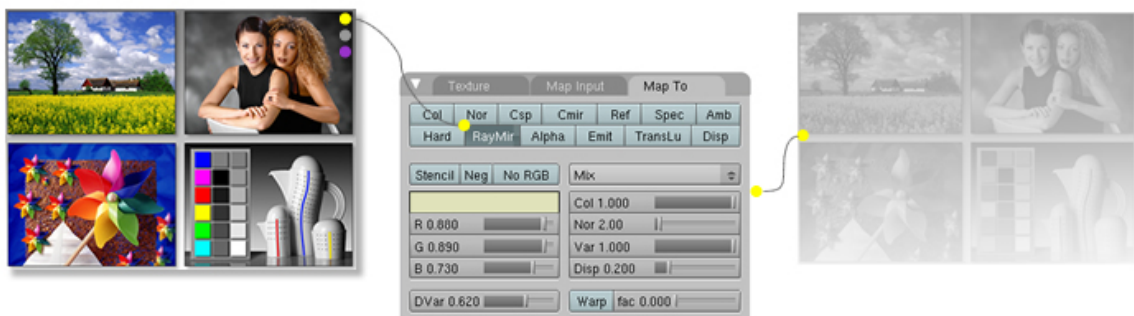 Texture Map Input Map To
Col Nor Csp Cmir Ref Spec Amb
Hard RayMir Alpha Emit TransLu Disp
Stencil Neg No RGB Mix
Col 1.000
R 0.880 Nor 2.00
G 0.890 Var 1.000
B 0.730 Disp 0.200
DVar 0.620 Warp fac 0.000